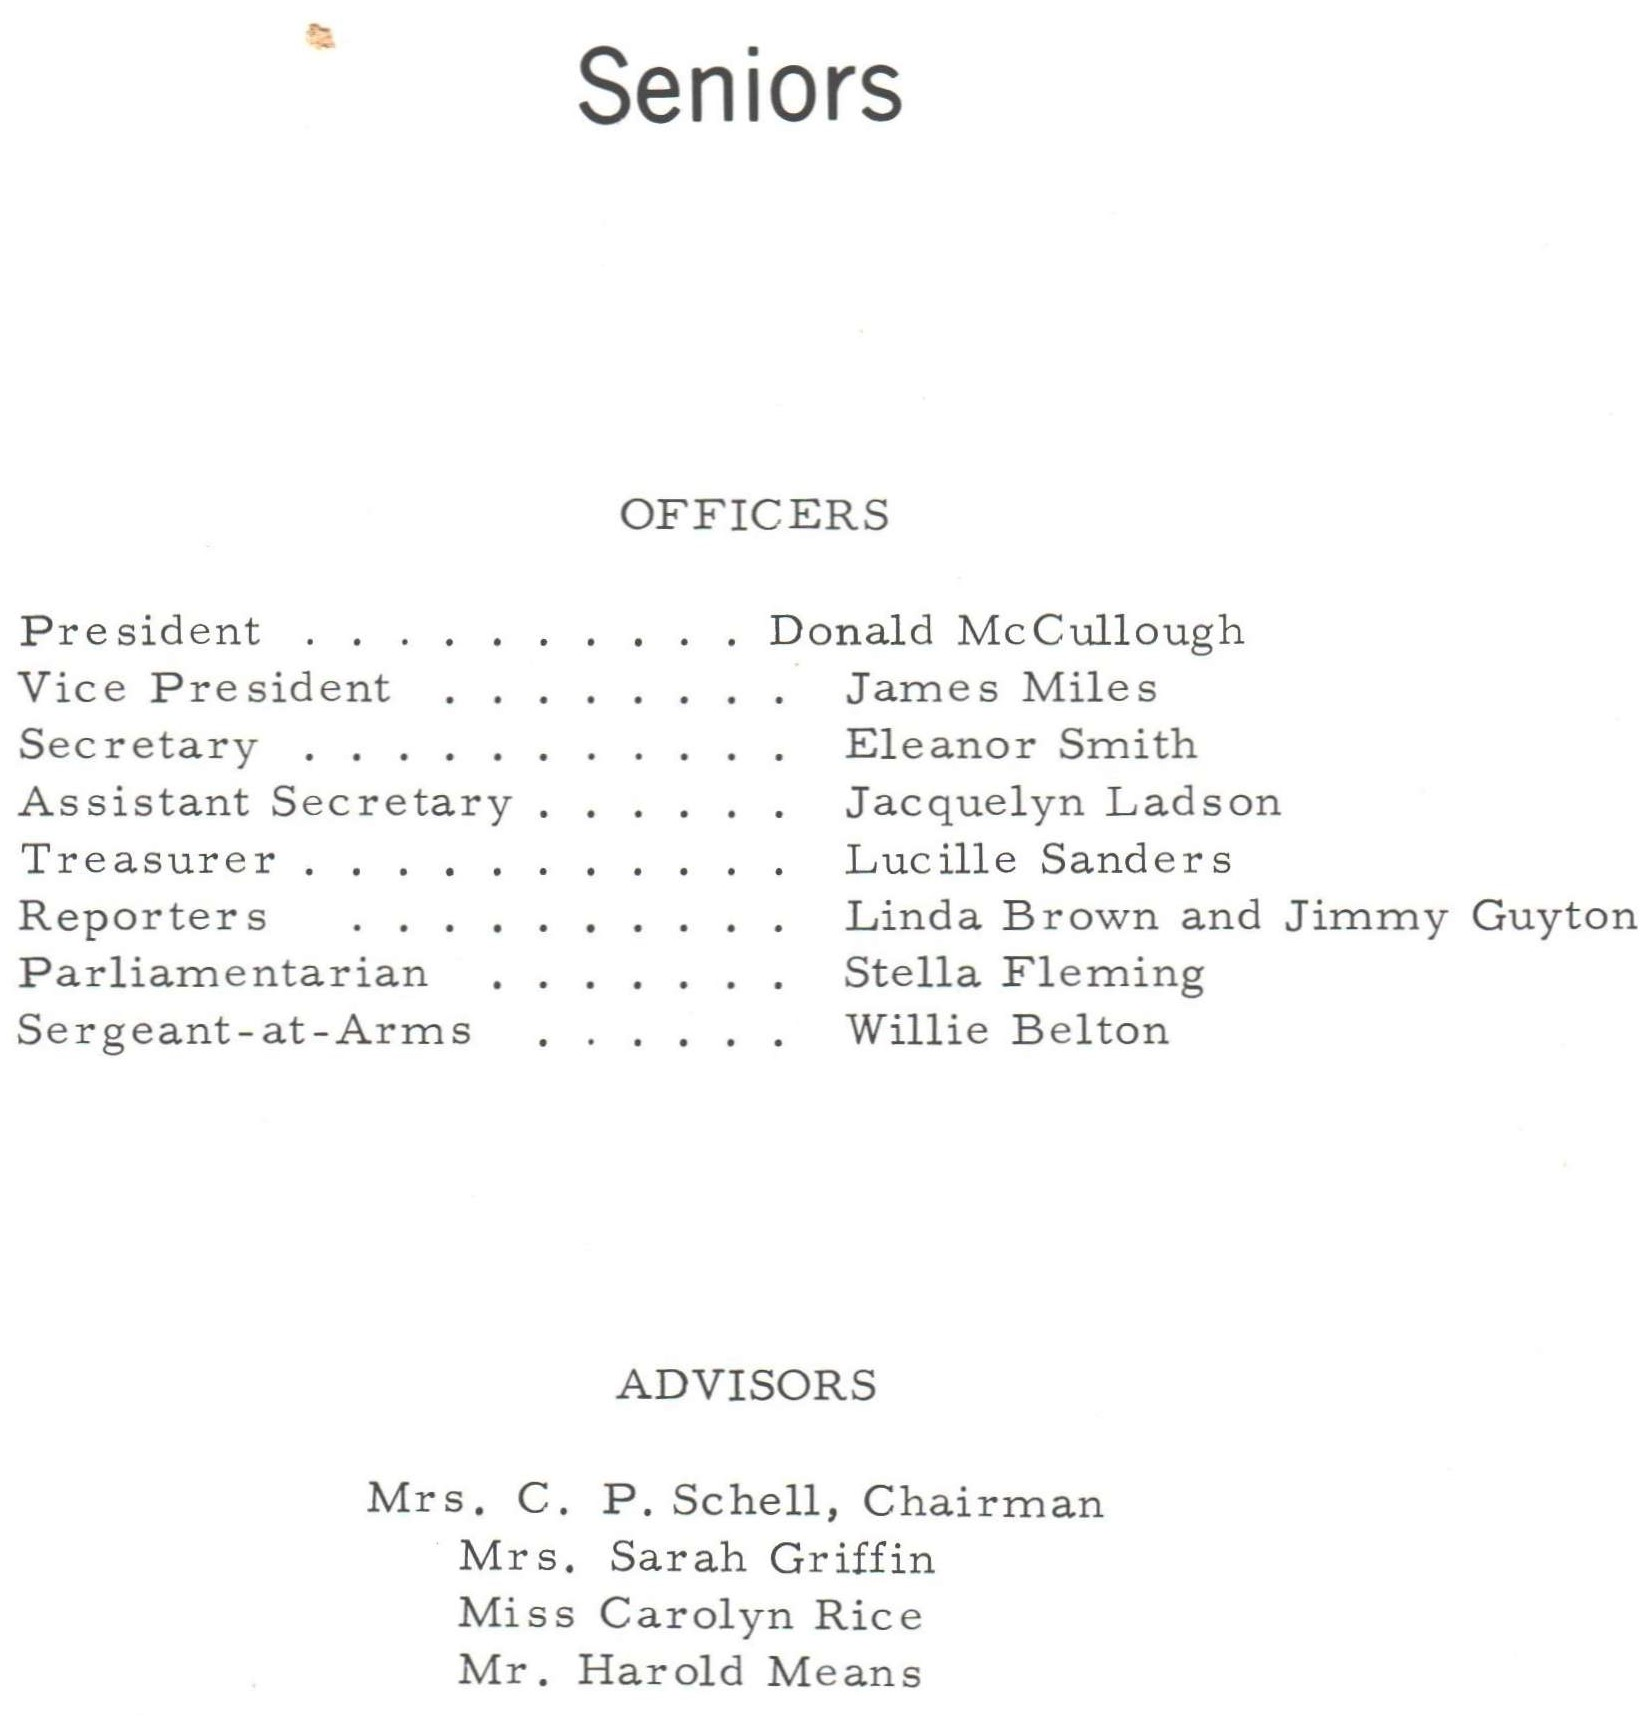 Seniors
OFFICERS
President . . . . . . . . . . Donald McCullough
Vice President . . . . . . . . James Miles
Secretary . . . . . . . . . . . Eleanor Smith
Assistant Secretary . . . . . . Jacquelyn Ladson
Treasurer . . . . . . . . . . . Lucille Sanders
Reporters . . . . . . . . . . Linda Brown and Jimmy Guyton
Parliamentarian . . . . . . . Stella Fleming
Sergeant-at-Arms . . . . . . Willie Belton
ADVISORS
Mrs. C. P. Schell, Chairman
Mrs. Sarah Griffin
Miss Carolyn Rice
Mr. Harold Means